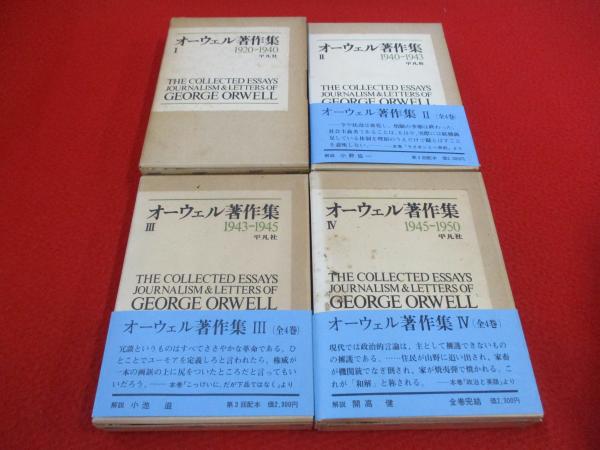 オーウェル著作集
I
1920-1940
平凡社
THE COLLECTED ESSAYS
JOURNALISM & LETTERS OF
GEORGE ORWELL
オーウェル著作集
II
1940-1943
平凡社
THE COLLECTED ESSAYS
JOURNALISM & LETTERS OF
GEORGE ORWELL
オーウェル著作集 II (全4巻)
解説 小野協一
第2回配本 価2,300円
オーウェル著作集
III
1943-1945
平凡社
THE COLLECTED ESSAYS
JOURNALISM & LETTERS OF
GEORGE ORWELL
オーウェル著作集 III (全4巻)
冗談というものはすべてささやかな革命である。ひ
とことでユーモアを定義しろと言われたら、権威が
一本の画鋲の上に尻をついたところだと言ってもい
いだろう。——本巻「こっけいに、だが下品ではなく」より
解説 小池 滋
第3回配本 価2,300円
オーウェル著作集
IV
1945-1950
平凡社
THE COLLECTED ESSAYS
JOURNALISM & LETTERS OF
GEORGE ORWELL
オーウェル著作集 IV (全4巻)
現代では政治的言論は、主として擁護できないもの
の擁護である。……住民が山野に追い出され、家畜
が機関銃でなぎ倒され、家が焼夷弾で焼かれる。こ
れが「和解」と称される。——本巻「政治と英語」より
解説 開高 健
全巻完結 価2,300円